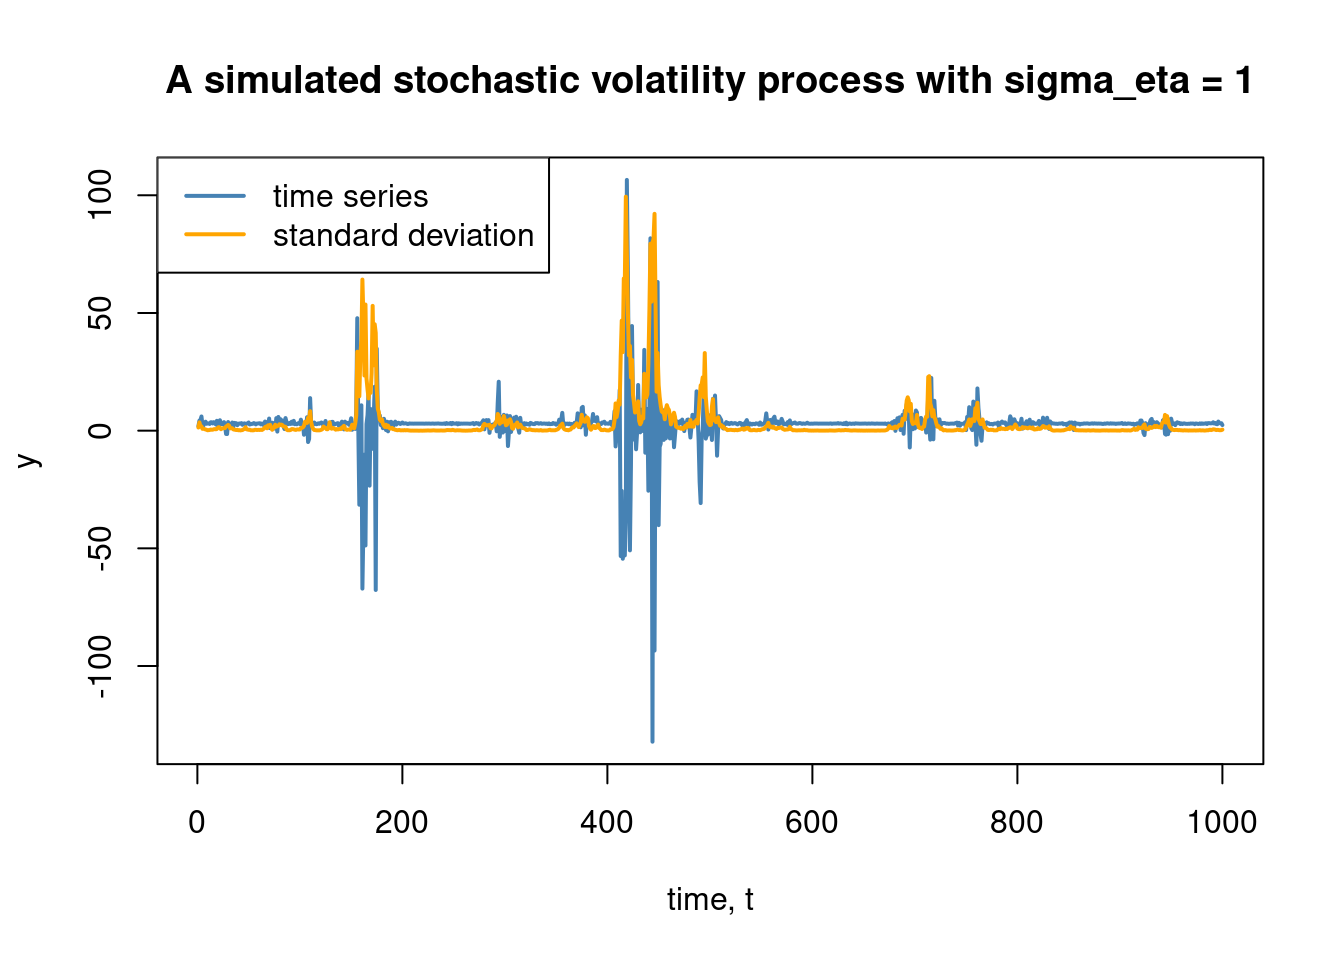 A simulated stochastic volatility process with sigma_eta = 1
time series
standard deviation
100
50
0
-50
-100
y
0 200 400 600 800 1000
time, t